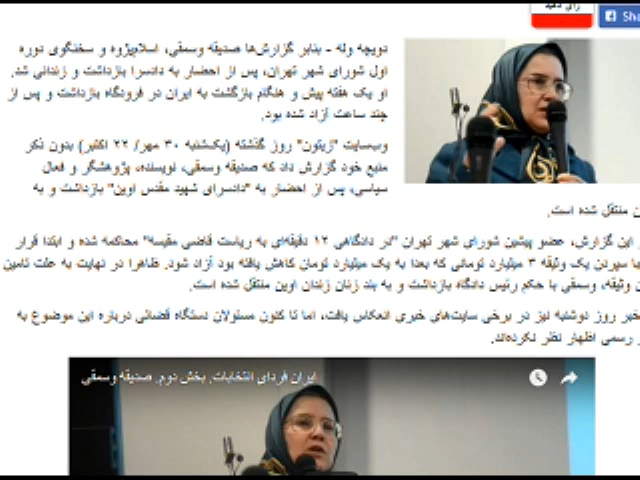 رای دهید
Sha
دویچه وله - بنابر گزارش‌ها صدیقه وسمقی، اسلام‌پژوه و سخنگوی دوره
اول شورای شهر تهران، پس از احضار به دادسرا بازداشت و زندانی شد.
او یک هفته پیش و هنگام بازگشت به ایران در فرودگاه بازداشت و پس از
چند ساعت آزاد شده بود.
وب‌سایت "زیتون" روز گذشته (یک‌شنبه ۳۰ مهر/ ۲۲ اکتبر) بدون ذکر
منبع خود گزارش داد که صدیقه وسمقی، نویسنده، پژوهشگر و فعال
سیاسی، پس از احضار به "دادسرای شهید مقدس اوین" بازداشت و به
منتقل شده است.
این گزارش، عضو پیشین شورای شهر تهران "در دادگاهی ۱۲ دقیقه‌ای به ریاست قاضی مقیسه" محاکمه شده و ابتدا قرار
با سپردن یک وثیقه ۳ میلیارد تومانی که بعدا به یک میلیارد تومان کاهش یافته بود آزاد شود. ظاهرا در نهایت به علت تامین
وثیقه، وسمقی با حکم رئیس دادگاه بازداشت و به بند زنان زندان اوین منتقل شده است.
خبر روز دوشنبه نیز در برخی سایت‌های خبری انعکاس یافت، اما تا کنون مسئولان دستگاه قضائی درباره این موضوع به
رسمی اظهار نظر نکرده‌اند.
ایران فردای انتخابات، بخش دوم، صدیقه وسمقی